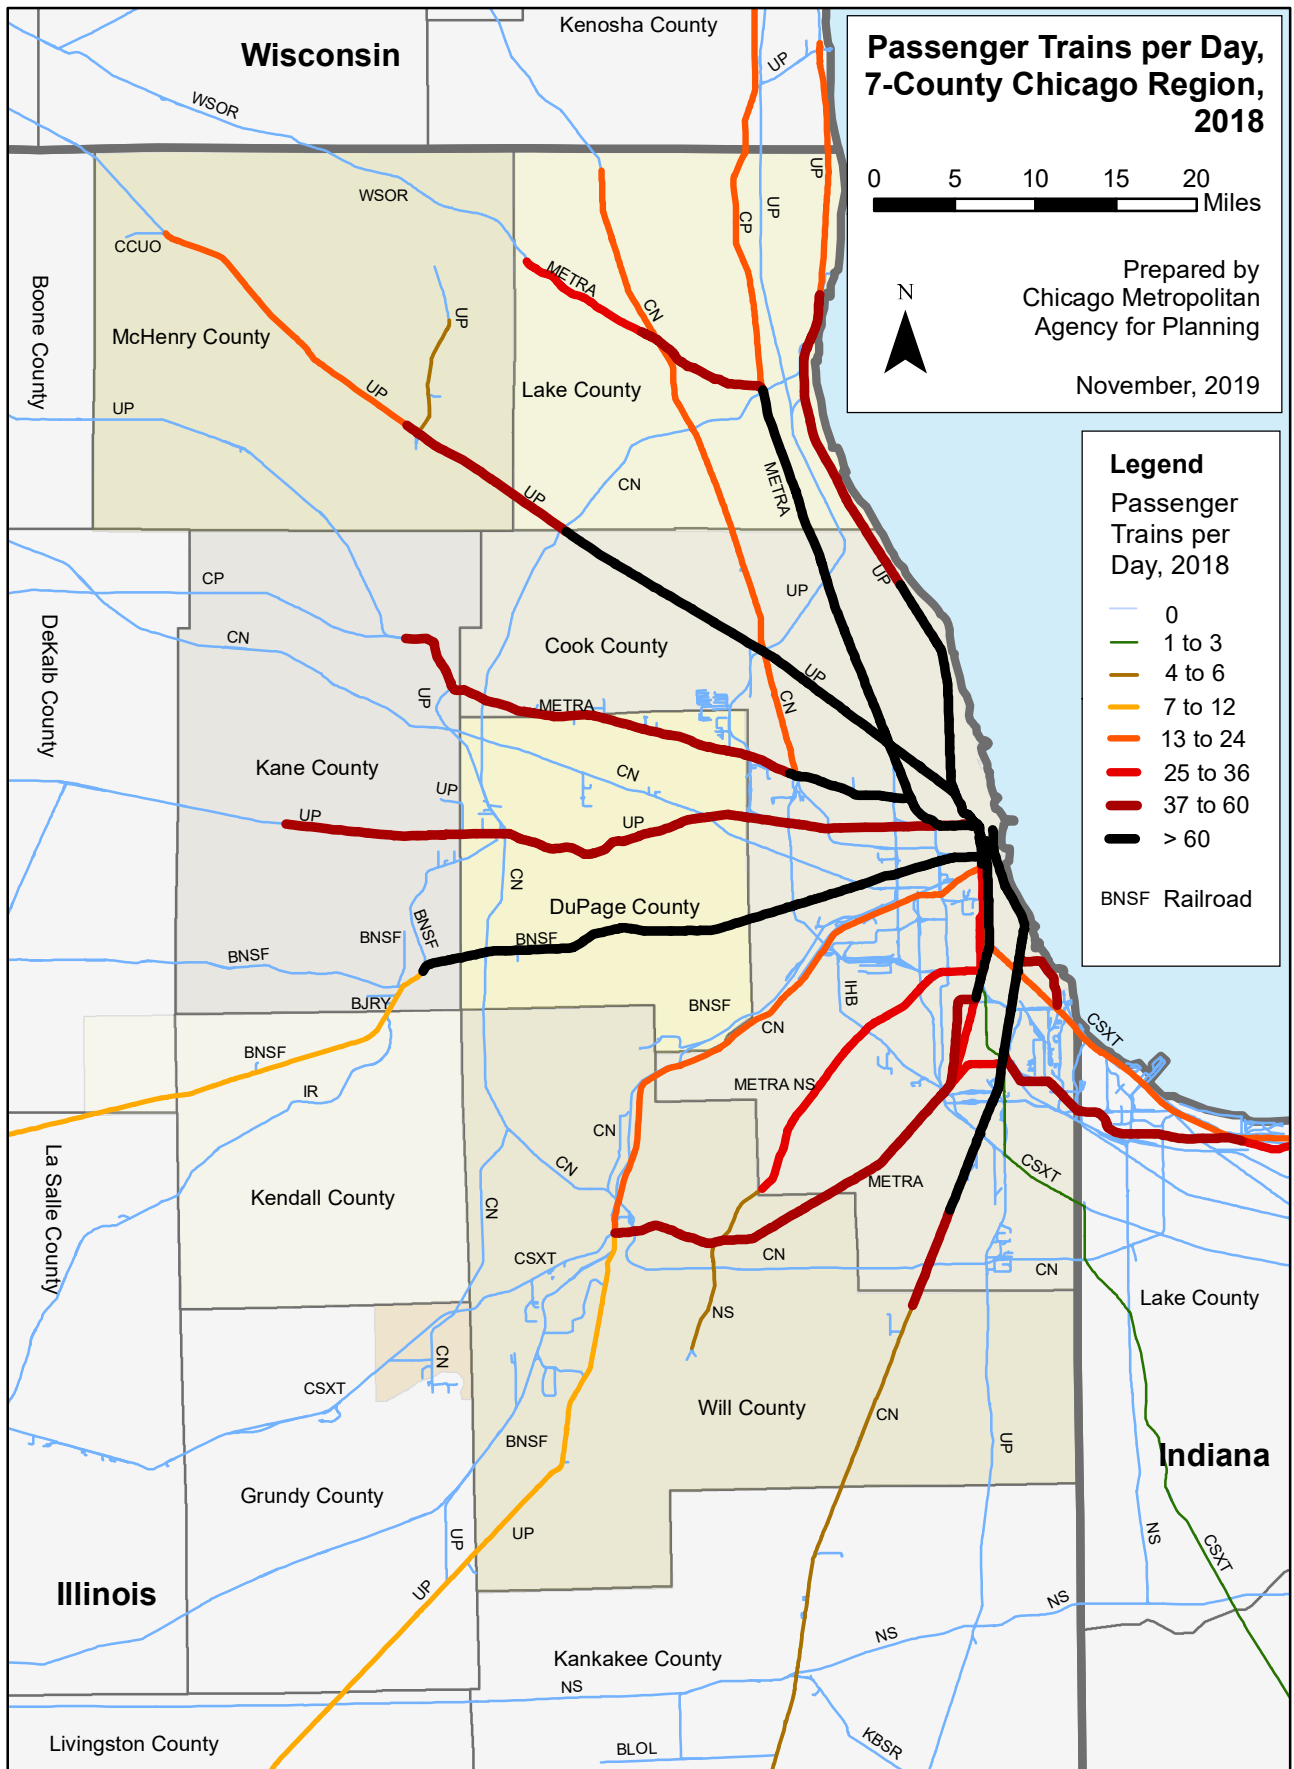 Passenger Trains per Day,
7-County Chicago Region,
2018
0 5 10 15 20
Miles
N
Prepared by
Chicago Metropolitan
Agency for Planning
November, 2019
Legend
Passenger
Trains per
Day, 2018
0
1 to 3
4 to 6
7 to 12
13 to 24
25 to 36
37 to 60
> 60
BNSF Railroad
Kenosha County
Wisconsin
UP
WSOR
UP
WSOR
UP
CP
CCUO
METRA
Boone County
CN
UP
McHenry County
Lake County
UP
UP
METRA
CN
UP
UP
CP
UP
DeKalb County
CN
Cook County
UP
UP
METRA
CN
Kane County
CN
UP
UP
UP
CN
DuPage County
BNSF
BNSF
BNSF
BNSF
IHB
BJRY
BNSF
CN
CSXT
BNSF
METRA NS
IR
CN
La Salle County
CN
CSXT
METRA
Kendall County
CN
CSXT
CN
CN
Lake County
NS
CN
CSXT
Will County
CN
BNSF
UP
Indiana
Grundy County
UP
UP
NS
CSXT
Illinois
UP
NS
NS
Kankakee County
NS
Livingston County
BLOL
KBSR